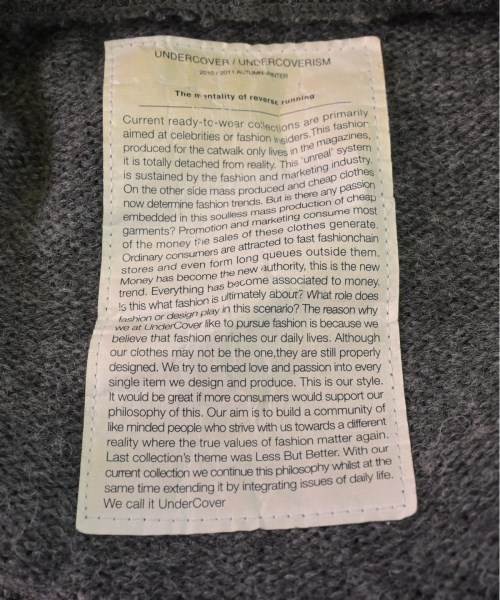 UNDERCOVER / UNDERCOVERISM
2010 / 2011 AUTUMN-WINTER
The mentality of reverse running
Current ready-to-wear collections are primarily
aimed at celebrities or fashion insiders.This fashion
produced for the catwalk only lives in the magazines,
it is totally detached from reality. This 'unreal' system
is sustained by the fashion and marketing industry.
On the other side mass produced and cheap clothes
now determine fashion trends. But is there any passion
embedded in this soulless mass production of cheap
garments? Promotion and marketing consume most
of the money the sales of these clothes generate.
Ordinary consumers are attracted to fast fashionchain
stores and even form long queues outside them.
Money has become the new authority, this is the new
trend. Everything has become associated to money.
Is this what fashion is ultimately about? What role does
fashion or design play in this scenario? The reason why
we at UnderCover like to pursue fashion is because we
believe that fashion enriches our daily lives. Although
our clothes may not be the one,they are still properly
designed. We try to embed love and passion into every
single item we design and produce. This is our style.
It would be great if more consumers would support our
philosophy of this. Our aim is to build a community of
like minded people who strive with us towards a different
reality where the true values of fashion matter again.
Last collection's theme was Less But Better. With our
current collection we continue this philosophy whilst at the
same time extending it by integrating issues of daily life.
We call it UnderCover